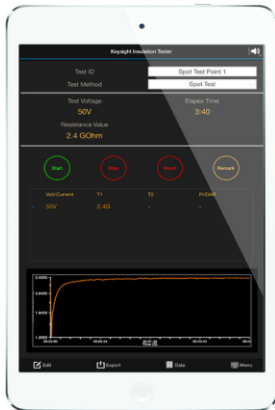 Keysight Insulation Tester
Test ID Spot Test Point 1
Test Method Spot Test
Test Voltage Elapse Time
50V 3:40
Resistance Value
2.4 GOhm
Start Stop Abort Remark
Volt/Current T1 T2 PI/DAR
50V 2.4G - -
Edit Export Data Menu